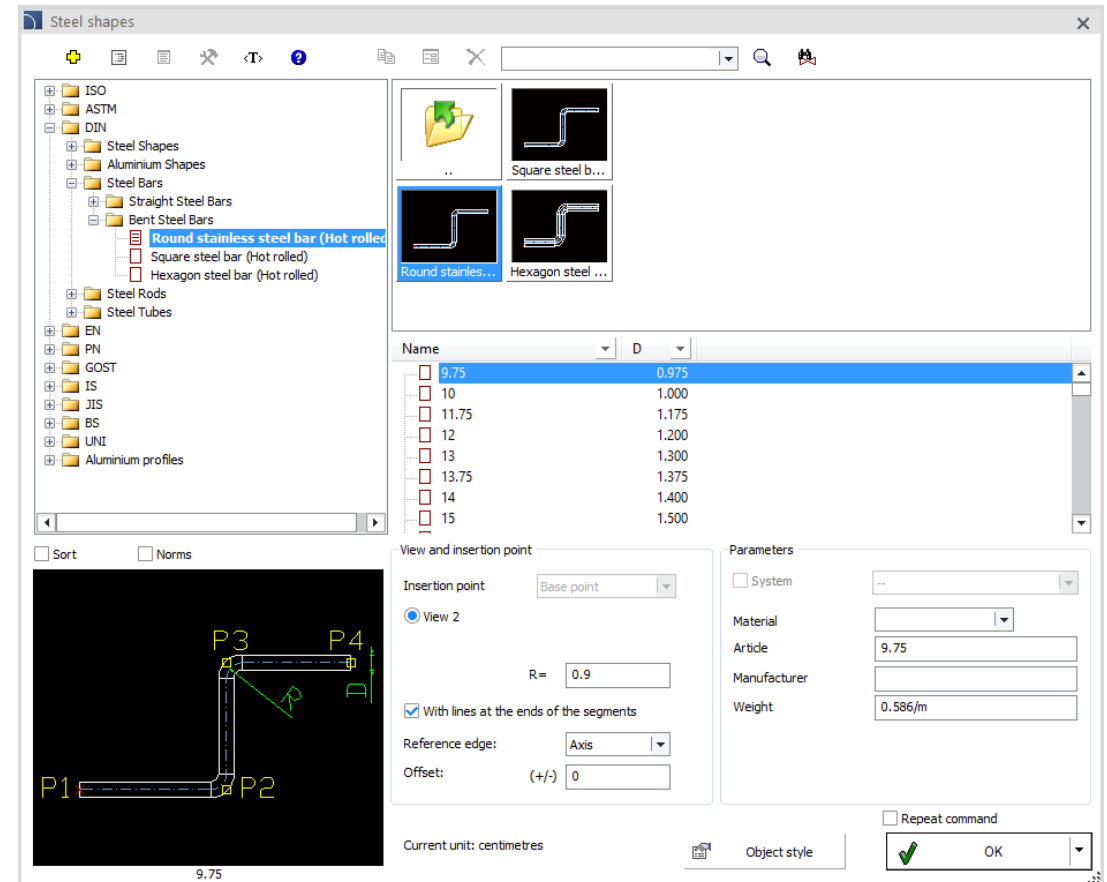 Steel shapes
<T>
ISO
ASTM
DIN
Steel Shapes
Aluminium Shapes
Steel Bars
Straight Steel Bars
Bent Steel Bars
Round stainless steel bar (Hot rolled
Square steel bar (Hot rolled)
Hexagon steel bar (Hot rolled)
Steel Rods
Steel Tubes
EN
PN
GOST
IS
JIS
BS
UNI
Aluminium profiles
..
Square steel b...
Round stainles...
Hexagon steel ...
Name D
9.75 0.975
10 1.000
11.75 1.175
12 1.200
13 1.300
13.75 1.375
14 1.400
15 1.500
Sort Norms
P3 P4
R D
P1 P2
9.75
View and insertion point
Insertion point Base point
View 2
R= 0.9
With lines at the ends of the segments
Reference edge: Axis
Offset: (+/-) 0
Parameters
System --
Material
Article 9.75
Manufacturer
Weight 0.586/m
Repeat command
Current unit: centimetres
Object style
OK